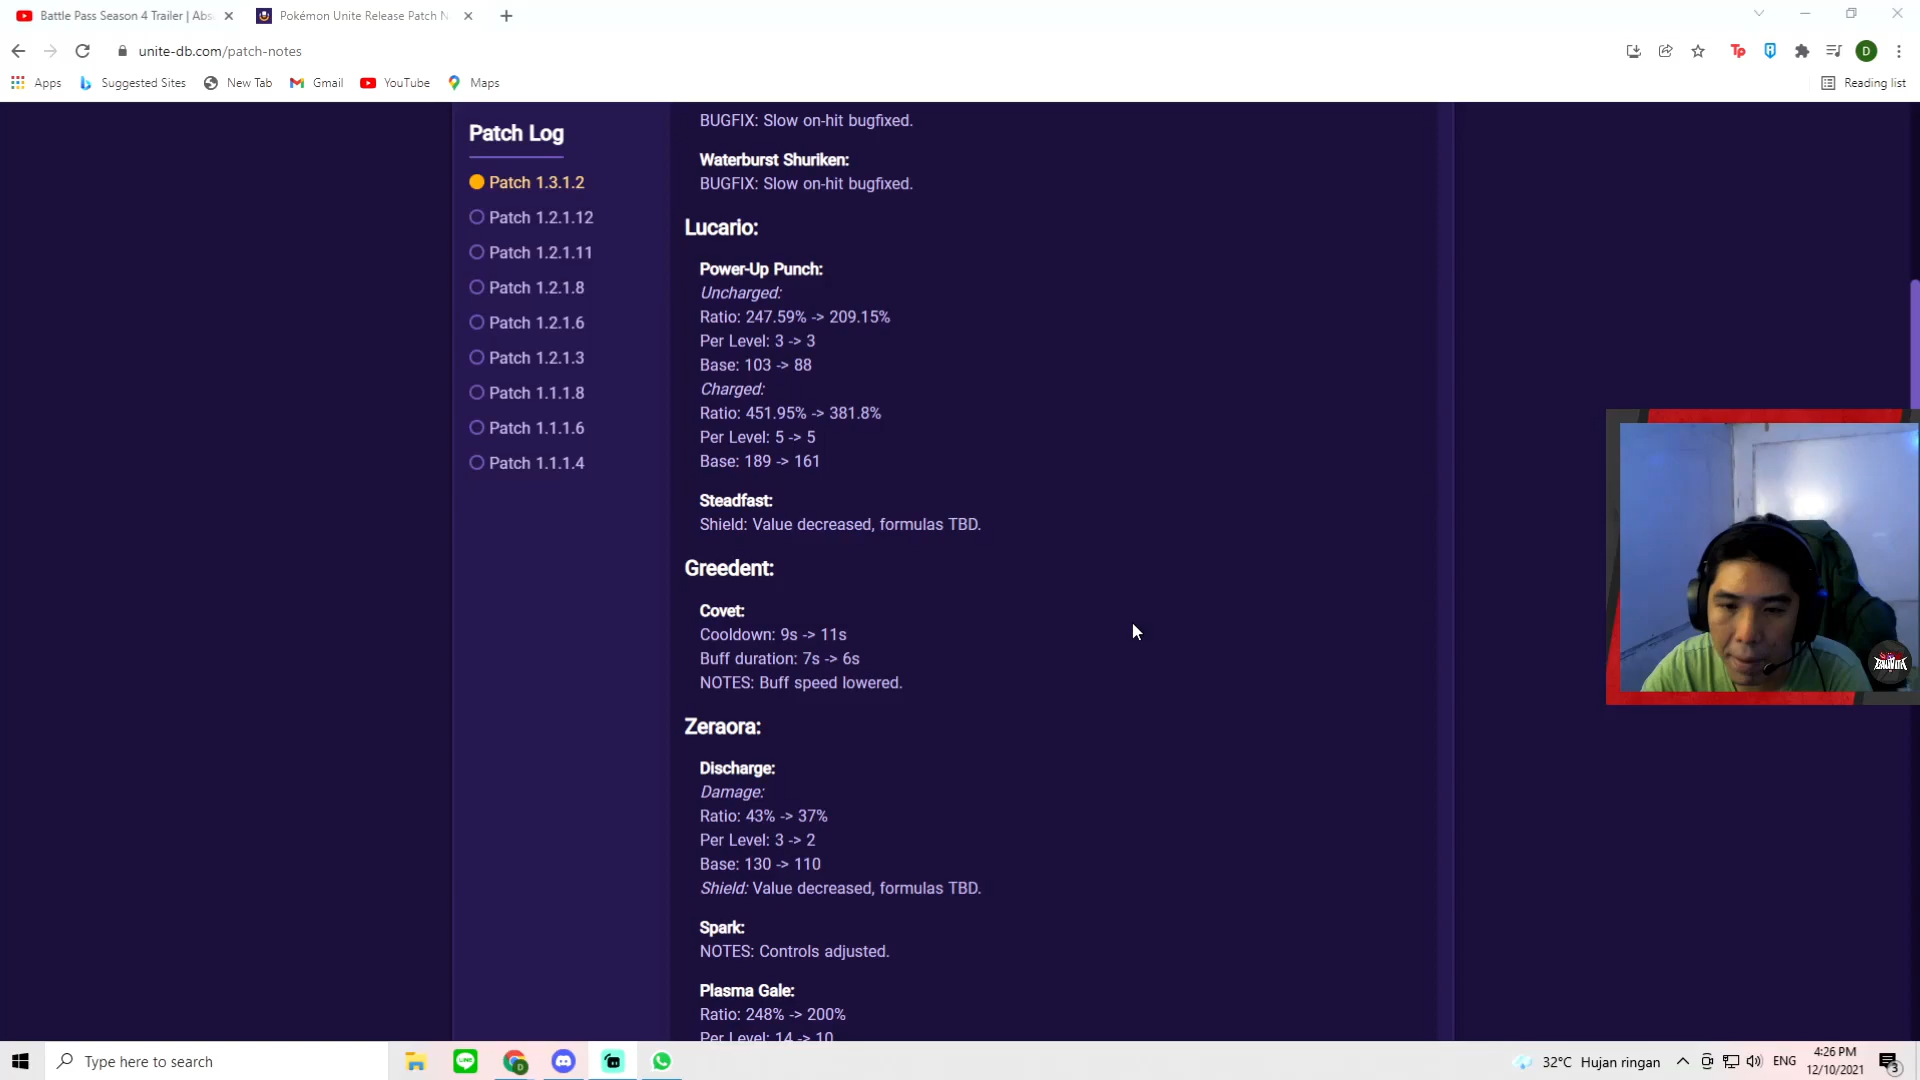 Battle Pass Season 4 Trailer | Abs
Pokémon Unite Release Patch N
unite-db.com/patch-notes
Tp
D
Apps
Suggested Sites
New Tab
Gmail
YouTube
Maps
Reading list
Patch Log
Patch 1.3.1.2
Patch 1.2.1.12
Patch 1.2.1.11
Patch 1.2.1.8
Patch 1.2.1.6
Patch 1.2.1.3
Patch 1.1.1.8
Patch 1.1.1.6
Patch 1.1.1.4
BUGFIX: Slow on-hit bugfixed.
Waterburst Shuriken:
BUGFIX: Slow on-hit bugfixed.
Lucario:
Power-Up Punch:
Uncharged:
Ratio: 247.59% -> 209.15%
Per Level: 3 -> 3
Base: 103 -> 88
Charged:
Ratio: 451.95% -> 381.8%
Per Level: 5 -> 5
Base: 189 -> 161
Steadfast:
Shield: Value decreased, formulas TBD.
Greedent:
Covet:
Cooldown: 9s -> 11s
Buff duration: 7s -> 6s
NOTES: Buff speed lowered.
Zeraora:
Discharge:
Damage:
Ratio: 43% -> 37%
Per Level: 3 -> 2
Base: 130 -> 110
Shield: Value decreased, formulas TBD.
Spark:
NOTES: Controls adjusted.
Plasma Gale:
Ratio: 248% -> 200%
Per Level: 14 -> 10
Type here to search
32°C Hujan ringan
ENG
4:26 PM
12/10/2021
3